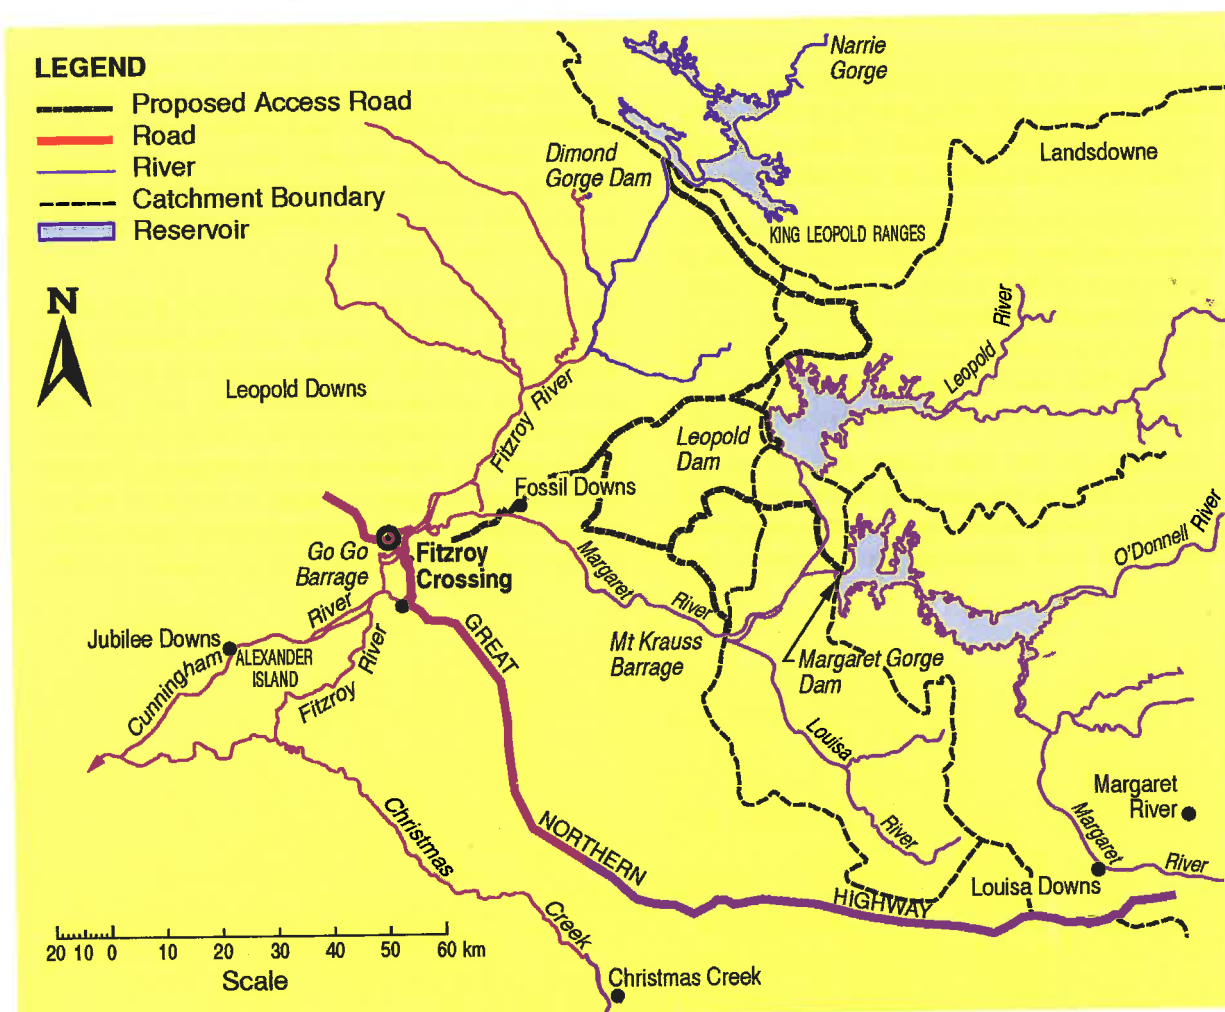 LEGEND
Proposed Access Road
Road
River
Catchment Boundary
Reservoir
N
Narrie
Gorge
Dimond
Gorge Dam
Landsdowne
KING LEOPOLD RANGES
Leopold River
Leopold Downs
Fitzroy River
Leopold
Dam
Fossil Downs
O'Donnell River
Go Go
Barrage
Fitzroy
Crossing
Margaret River
River
Jubilee Downs
Cunningham
ALEXANDER
ISLAND
Fitzroy River
Mt Krauss
Barrage
Margaret Gorge
Dam
GREAT
NORTHERN
HIGHWAY
Louisa
River
Margaret
River
Margaret
River
Christmas
Creek
Louisa Downs
Christmas Creek
20 10 0 10 20 30 40 50 60 km
Scale